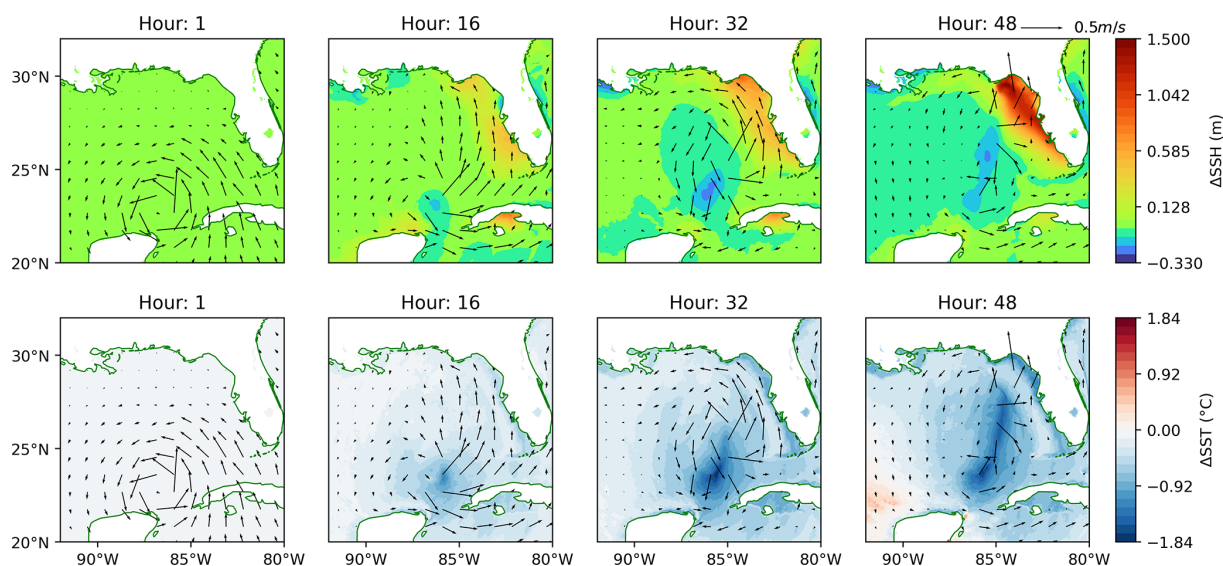 Hour: 1
Hour: 16
Hour: 32
Hour: 48
0.5m/s
30°N
25°N
20°N
1.500
1.042
0.585
0.128
−0.330
ΔSSH (m)
Hour: 1
Hour: 16
Hour: 32
Hour: 48
30°N
25°N
20°N
1.84
0.92
0.00
−0.92
−1.84
ΔSST (°C)
90°W 85°W 80°W
90°W 85°W 80°W
90°W 85°W 80°W
90°W 85°W 80°W